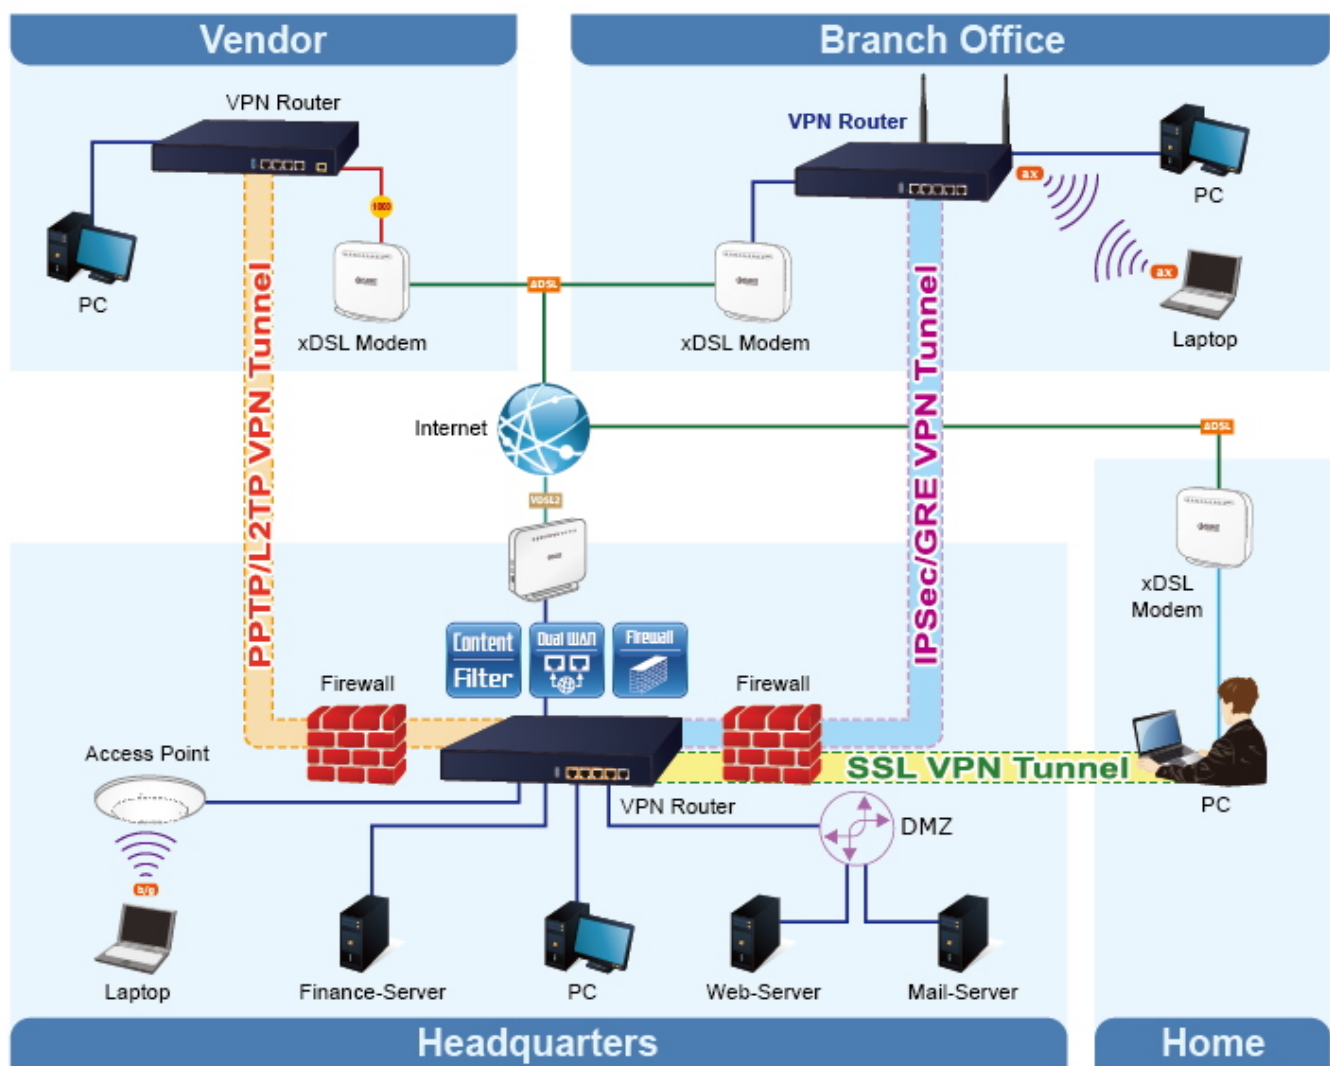 Vendor
Branch Office
VPN Router
VPN Router
PC
ax
1000
PC
ax
Laptop
xDSL Modem
ADSL
xDSL Modem
PPTP/L2TP VPN Tunnel
IPSec/GRE VPN Tunnel
Internet
ADSL
VDSL2
xDSL
Modem
Content
Filter
Dual WAN
Firewall
Firewall
Firewall
Access Point
SSL VPN Tunnel
VPN Router
PC
DMZ
b/g
Laptop
Finance-Server
PC
Web-Server
Mail-Server
Headquarters
Home